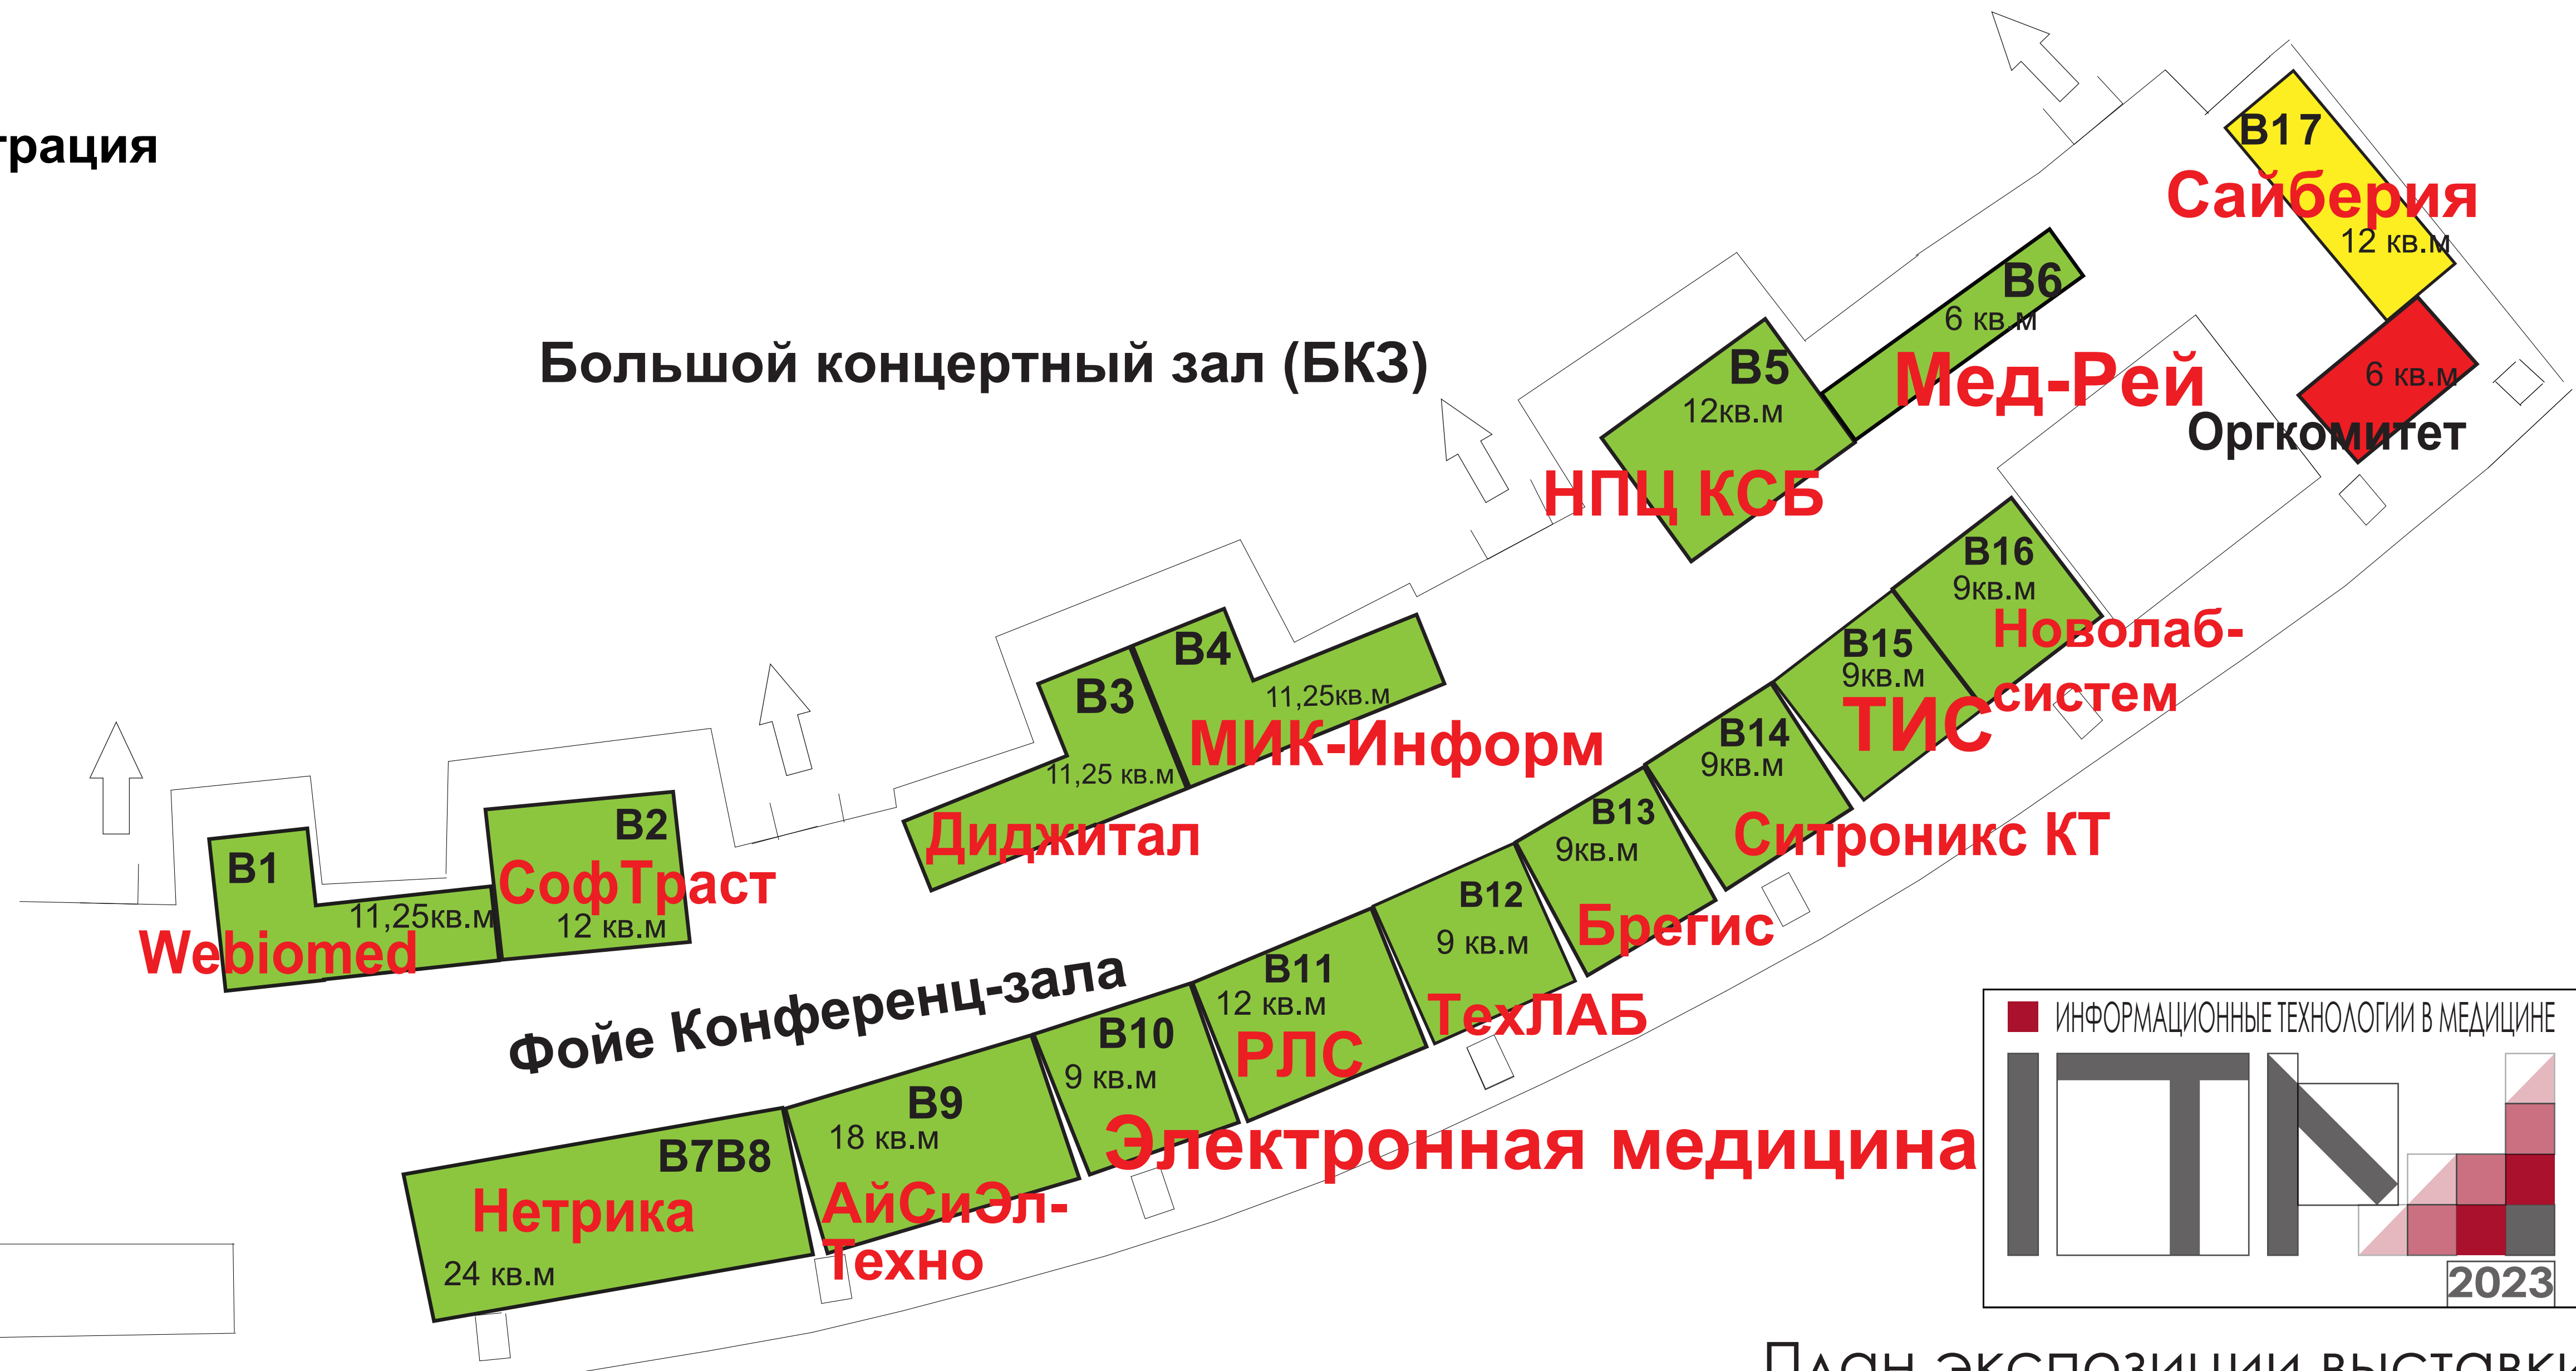 трация
В17
Сайберия
12 кв.м
В6
6 кв.м
Мед-Рей
6 кв.м
Оргкомитет
Большой концертный зал (БКЗ)
В5
12кв.м
НПЦ КСБ
В16
9кв.м
Новолаб-
систем
В15
9кв.м
ТИС
В14
9кв.м
Ситроникс КТ
В13
9кв.м
Брегис
В12
9 кв.м
ТехЛАБ
В4
11,25кв.м
МИК-Информ
В3
11,25 кв.м
Диджитал
В2
СофТраст
12 кв.м
В1
11,25кв.м
Webiomed
Фойе Конференц-зала
В11
12 кв.м
РЛС
В10
9 кв.м
Электронная медицина
В9
18 кв.м
АйСиЭл-
Техно
В7В8
Нетрика
24 кв.м
ИНФОРМАЦИОННЫЕ ТЕХНОЛОГИИ В МЕДИЦИНЕ
ITM
2023
План экспозиции выставки